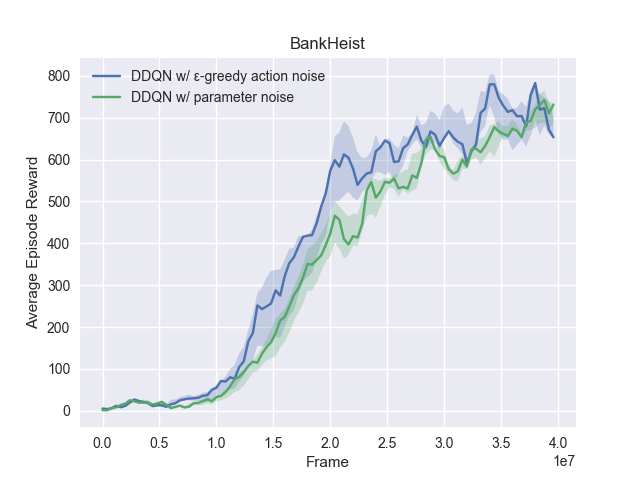 BankHeist
DDQN w/ ε-greedy action noise
DDQN w/ parameter noise
Average Episode Reward
800
700
600
500
400
300
200
100
0
0.0 0.5 1.0 1.5 2.0 2.5 3.0 3.5 4.0
1e7
Frame